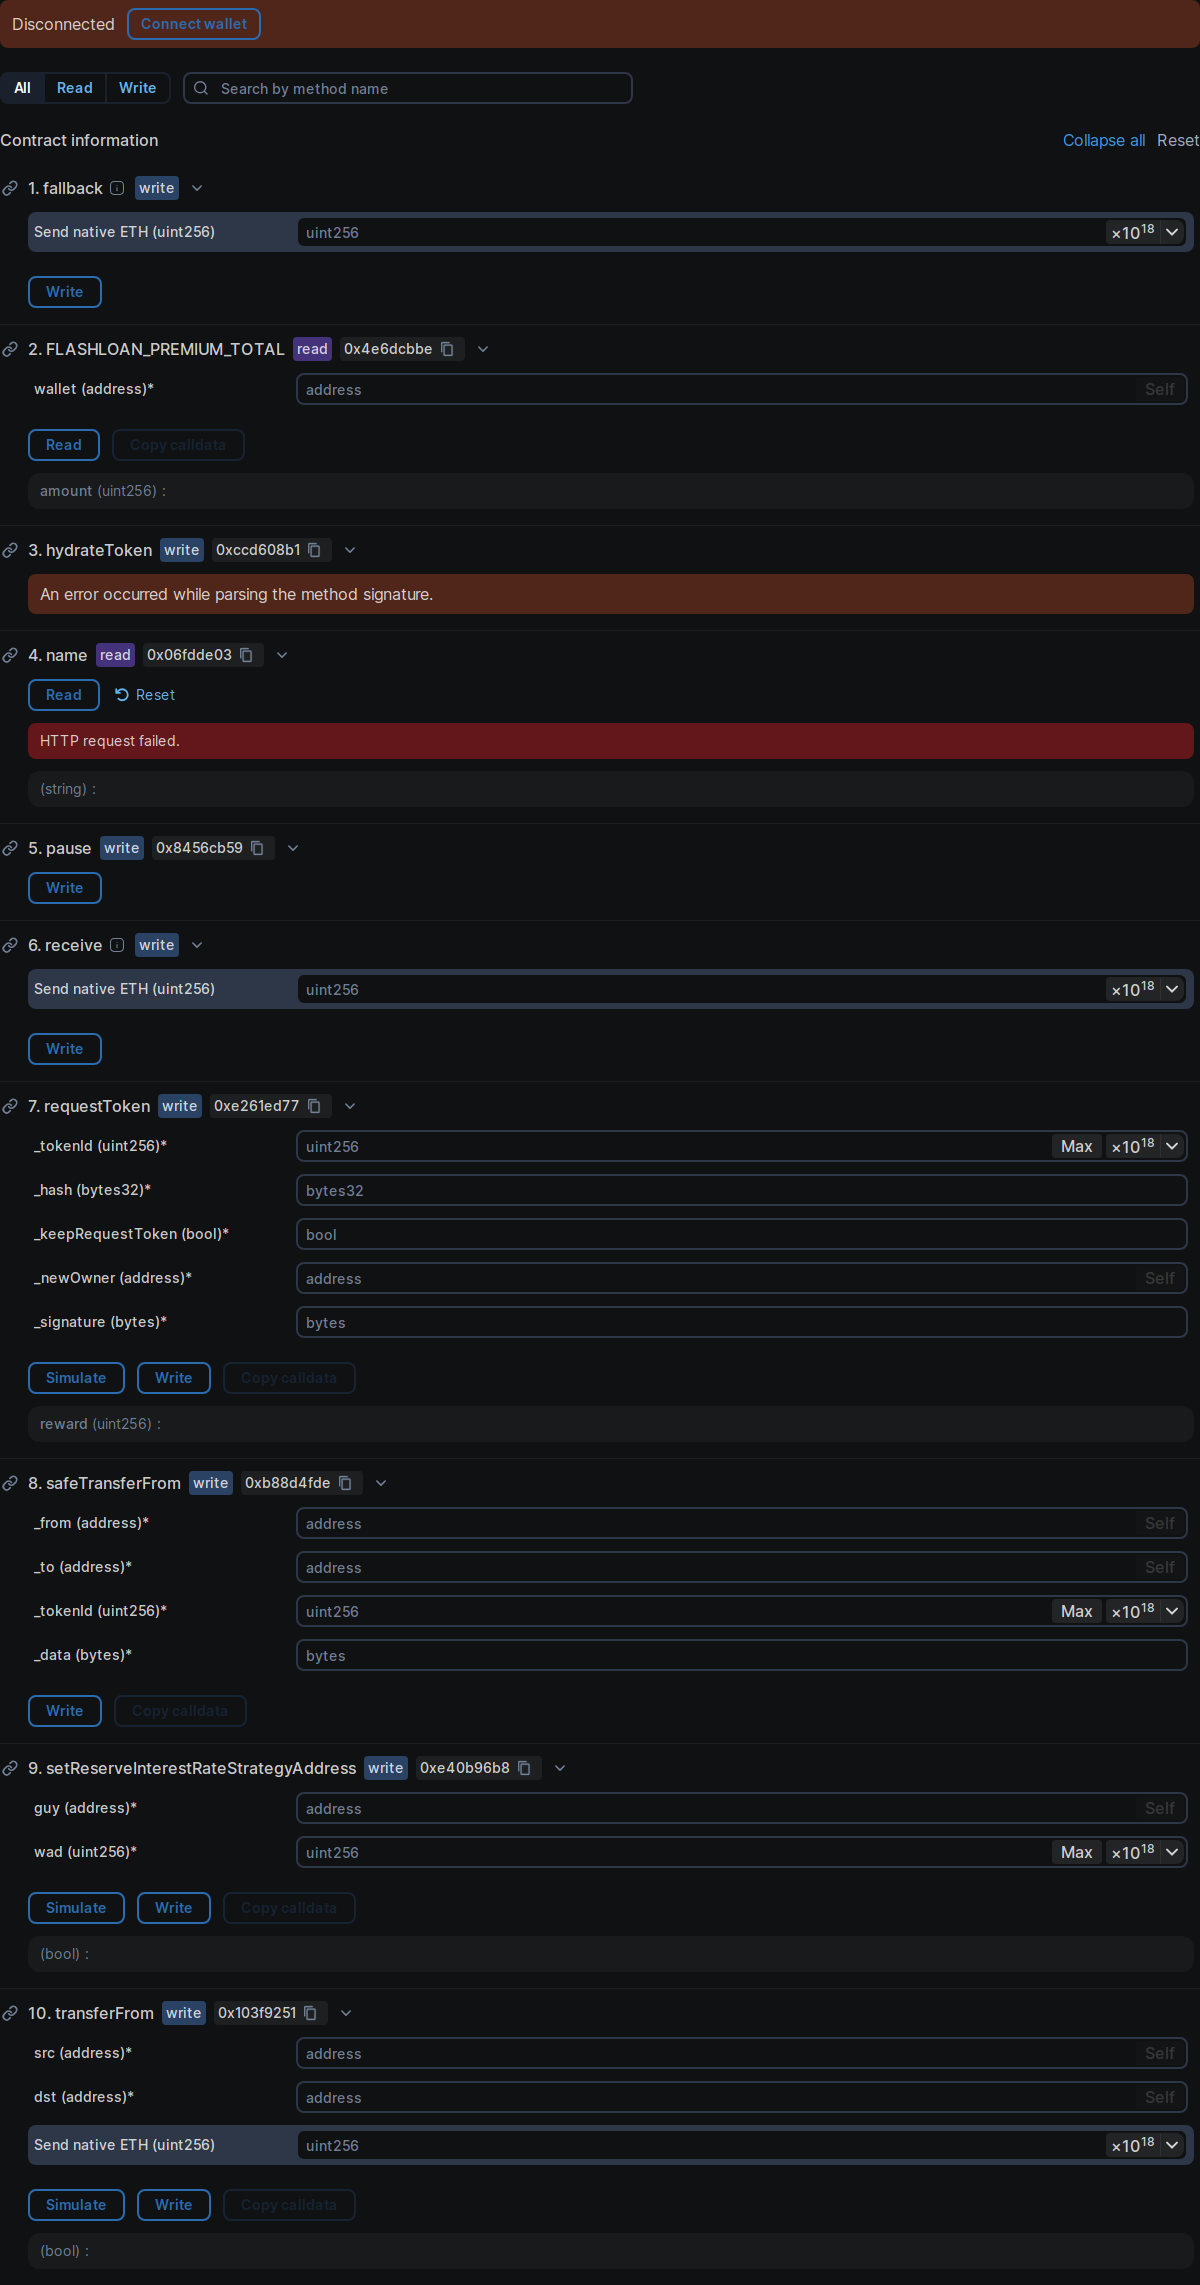 Disconnected Connect wallet
All Read Write Search by method name
Contract information Collapse all Reset
1. fallback write
Send native ETH (uint256) uint256 ×10^18
Write
2. FLASHLOAN_PREMIUM_TOTAL read 0x4e6dcbbe
wallet (address)* address Self
Read Copy calldata
amount (uint256) :
3. hydrateToken write 0xccd608b1
An error occurred while parsing the method signature.
4. name read 0x06fdde03
Read Reset
HTTP request failed.
(string) :
5. pause write 0x8456cb59
Write
6. receive write
Send native ETH (uint256) uint256 ×10^18
Write
7. requestToken write 0xe261ed77
_tokenId (uint256)* uint256 Max ×10^18
_hash (bytes32)* bytes32
_keepRequestToken (bool)* bool
_newOwner (address)* address Self
_signature (bytes)* bytes
Simulate Write Copy calldata
reward (uint256) :
8. safeTransferFrom write 0xb88d4fde
_from (address)* address Self
_to (address)* address Self
_tokenId (uint256)* uint256 Max ×10^18
_data (bytes)* bytes
Write Copy calldata
9. setReserveInterestRateStrategyAddress write 0xe40b96b8
guy (address)* address Self
wad (uint256)* uint256 Max ×10^18
Simulate Write Copy calldata
(bool) :
10. transferFrom write 0x103f9251
src (address)* address Self
dst (address)* address Self
Send native ETH (uint256) uint256 ×10^18
Simulate Write Copy calldata
(bool) :